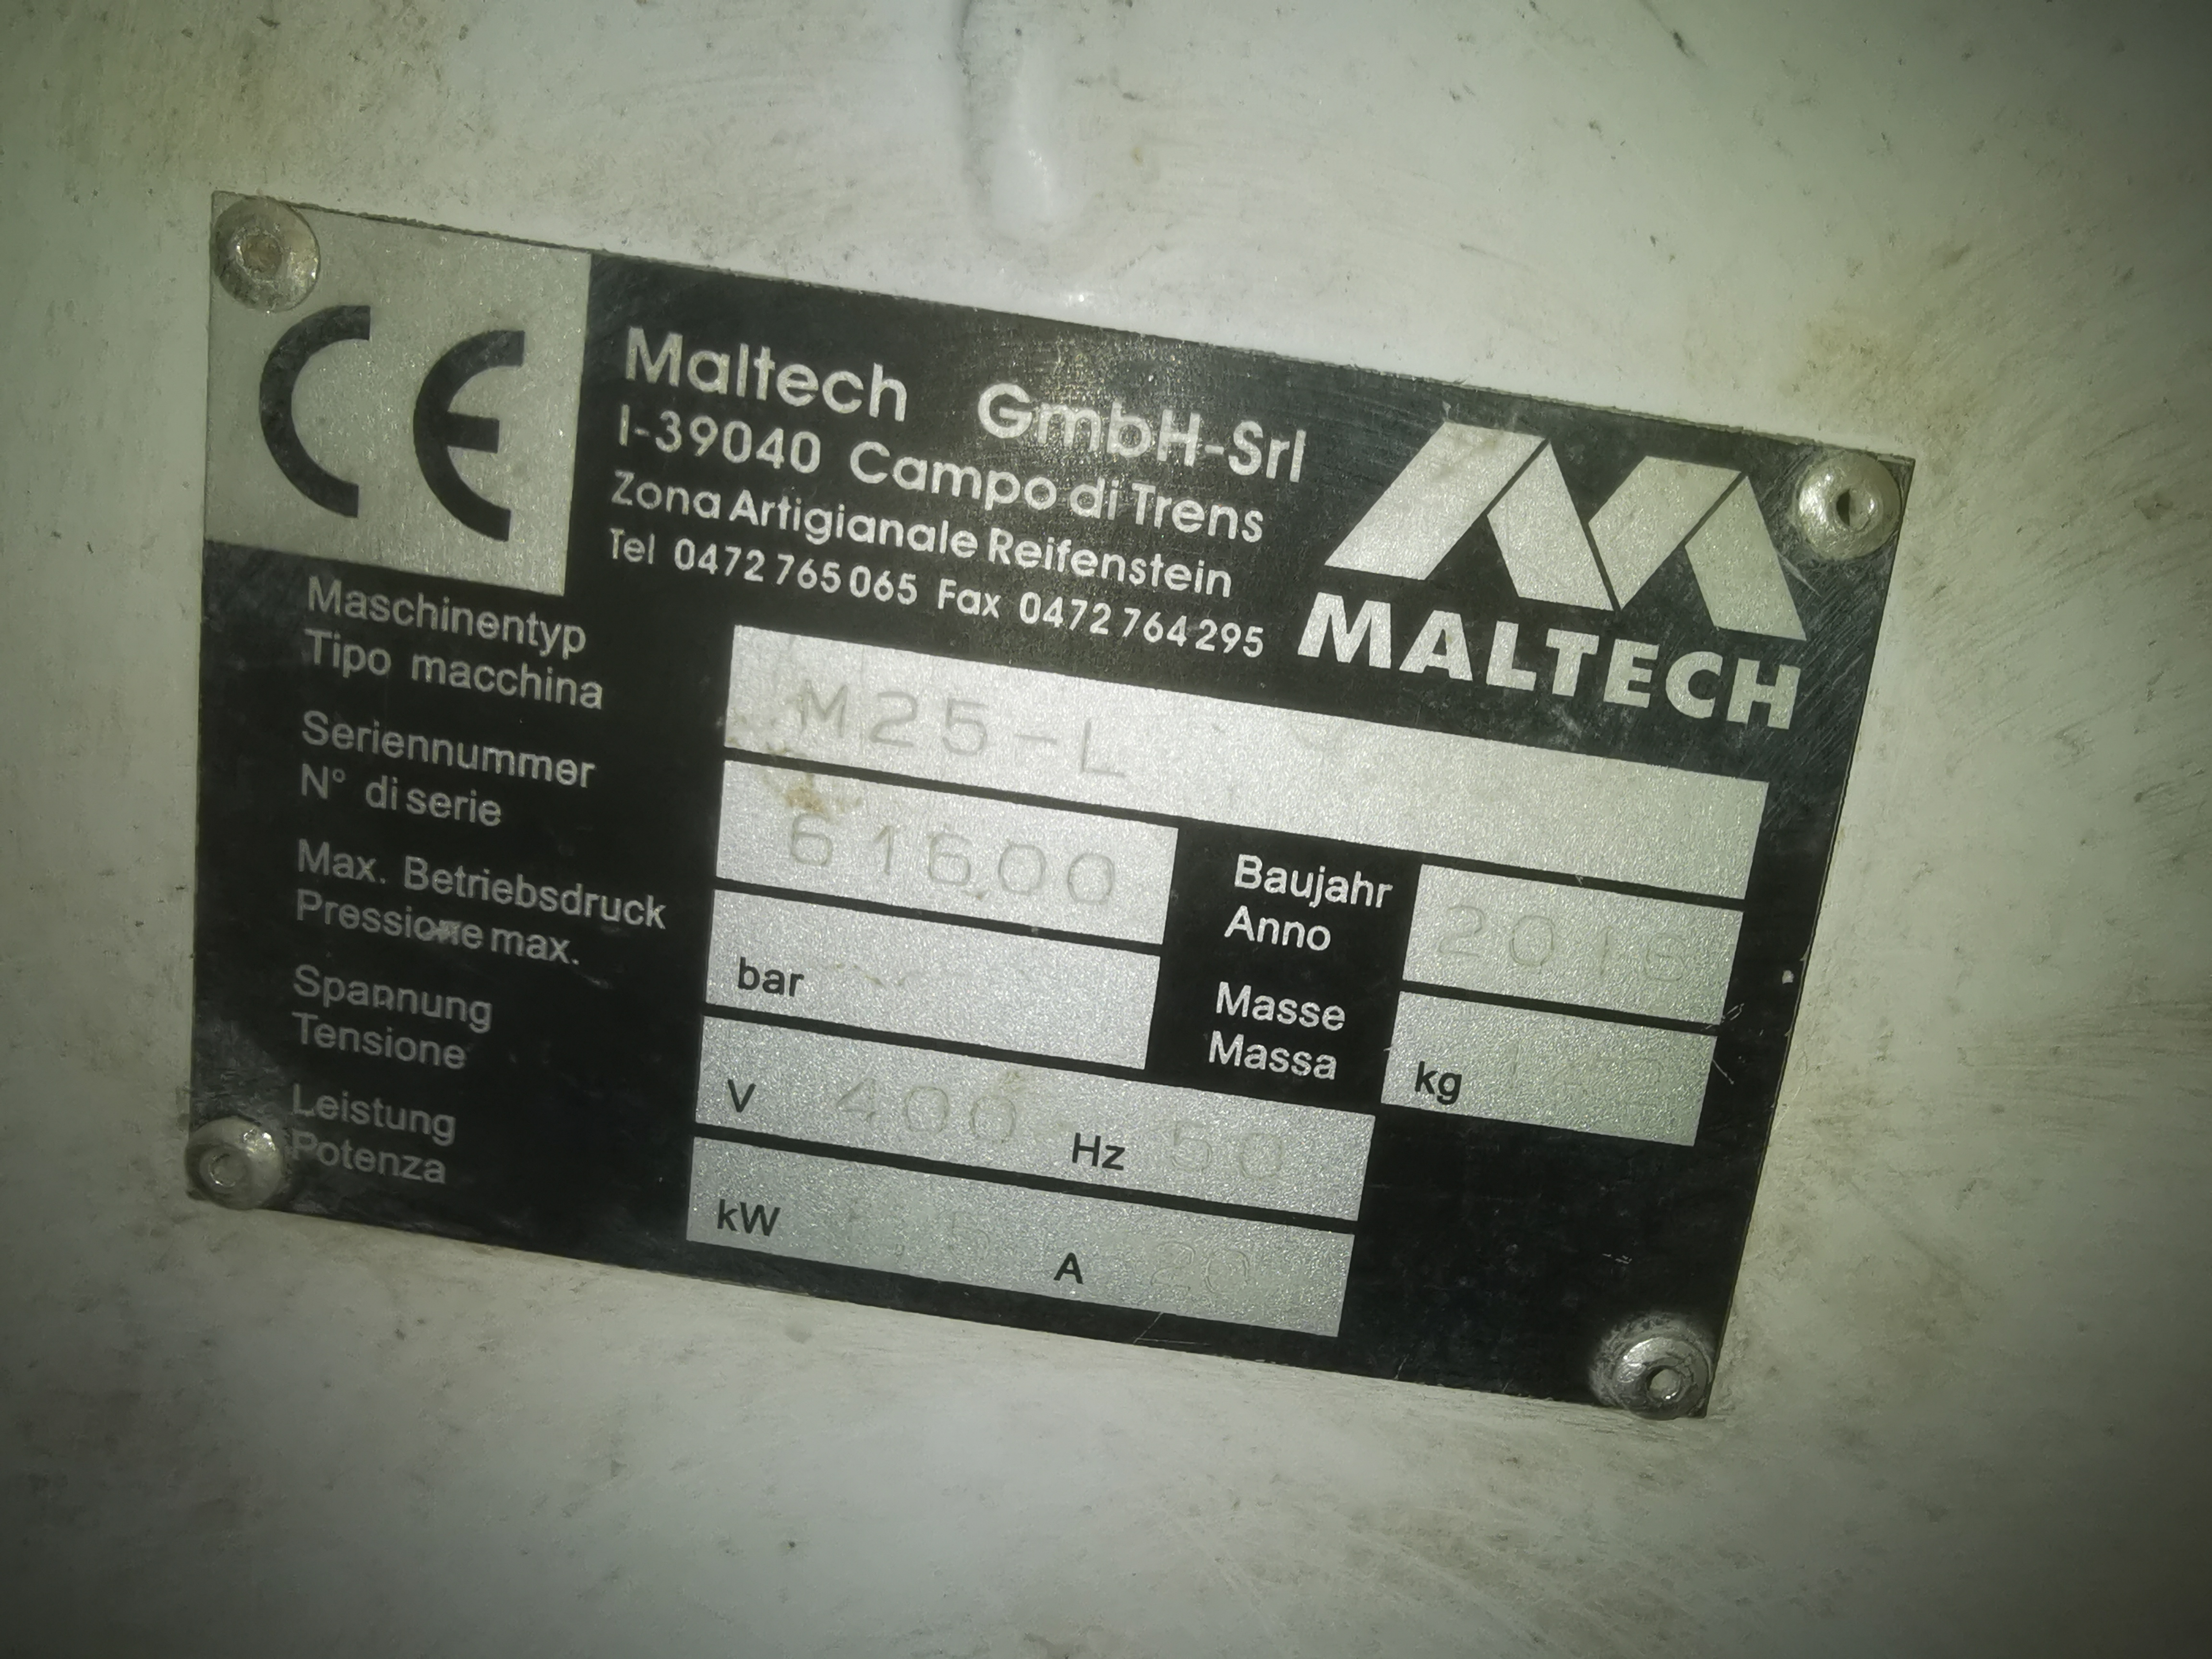 CE
Maltech GmbH-Srl
I-39040 Campo di Trens
Zona Artigianale Reifenstein
Tel 0472 765 065 Fax 0472 764 295
MALTECH
Maschinentyp
Tipo macchina
M25-L
Seriennummer
N° di serie
61600
Baujahr
Anno
Max. Betriebsdruck
Pressione max.
bar
Masse
Massa
kg
Spannung
Tensione
V 400 Hz 50
Leistung
Potenza
kW
A 20